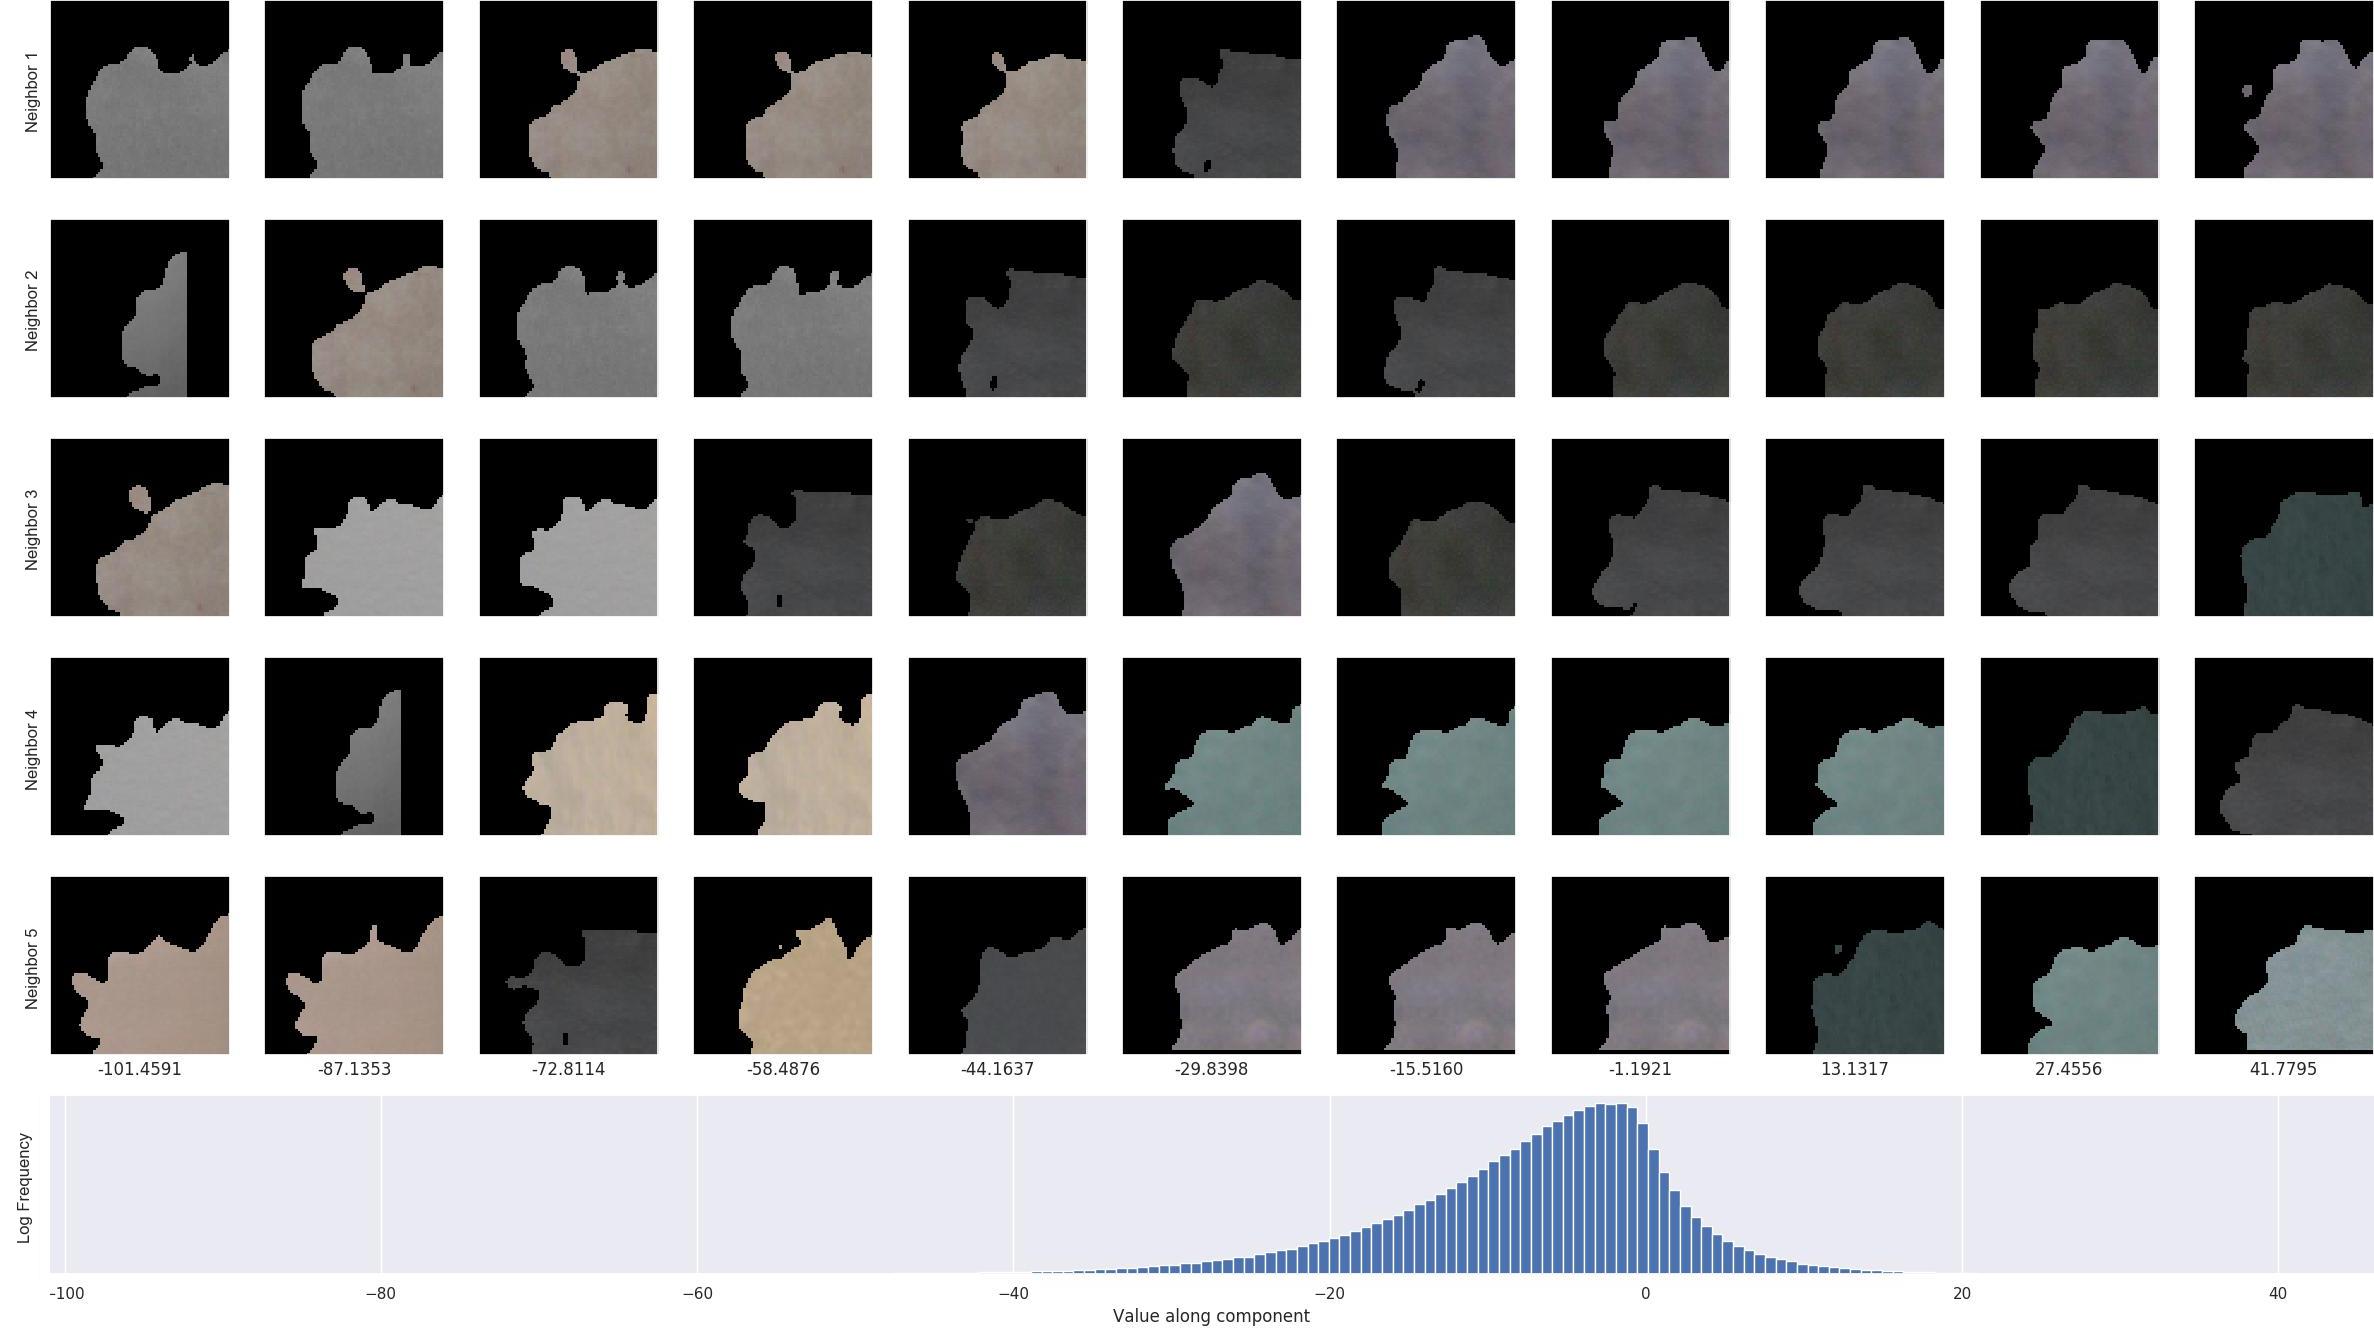 Neighbor 1
Neighbor 2
Neighbor 3
Neighbor 4
Neighbor 5
-101.4591 -87.1353 -72.8114 -58.4876 -44.1637 -29.8398 -15.5160 -1.1921 13.1317 27.4556 41.7795
Log Frequency
-100 −80 −60 −40 −20 0 20 40
Value along component